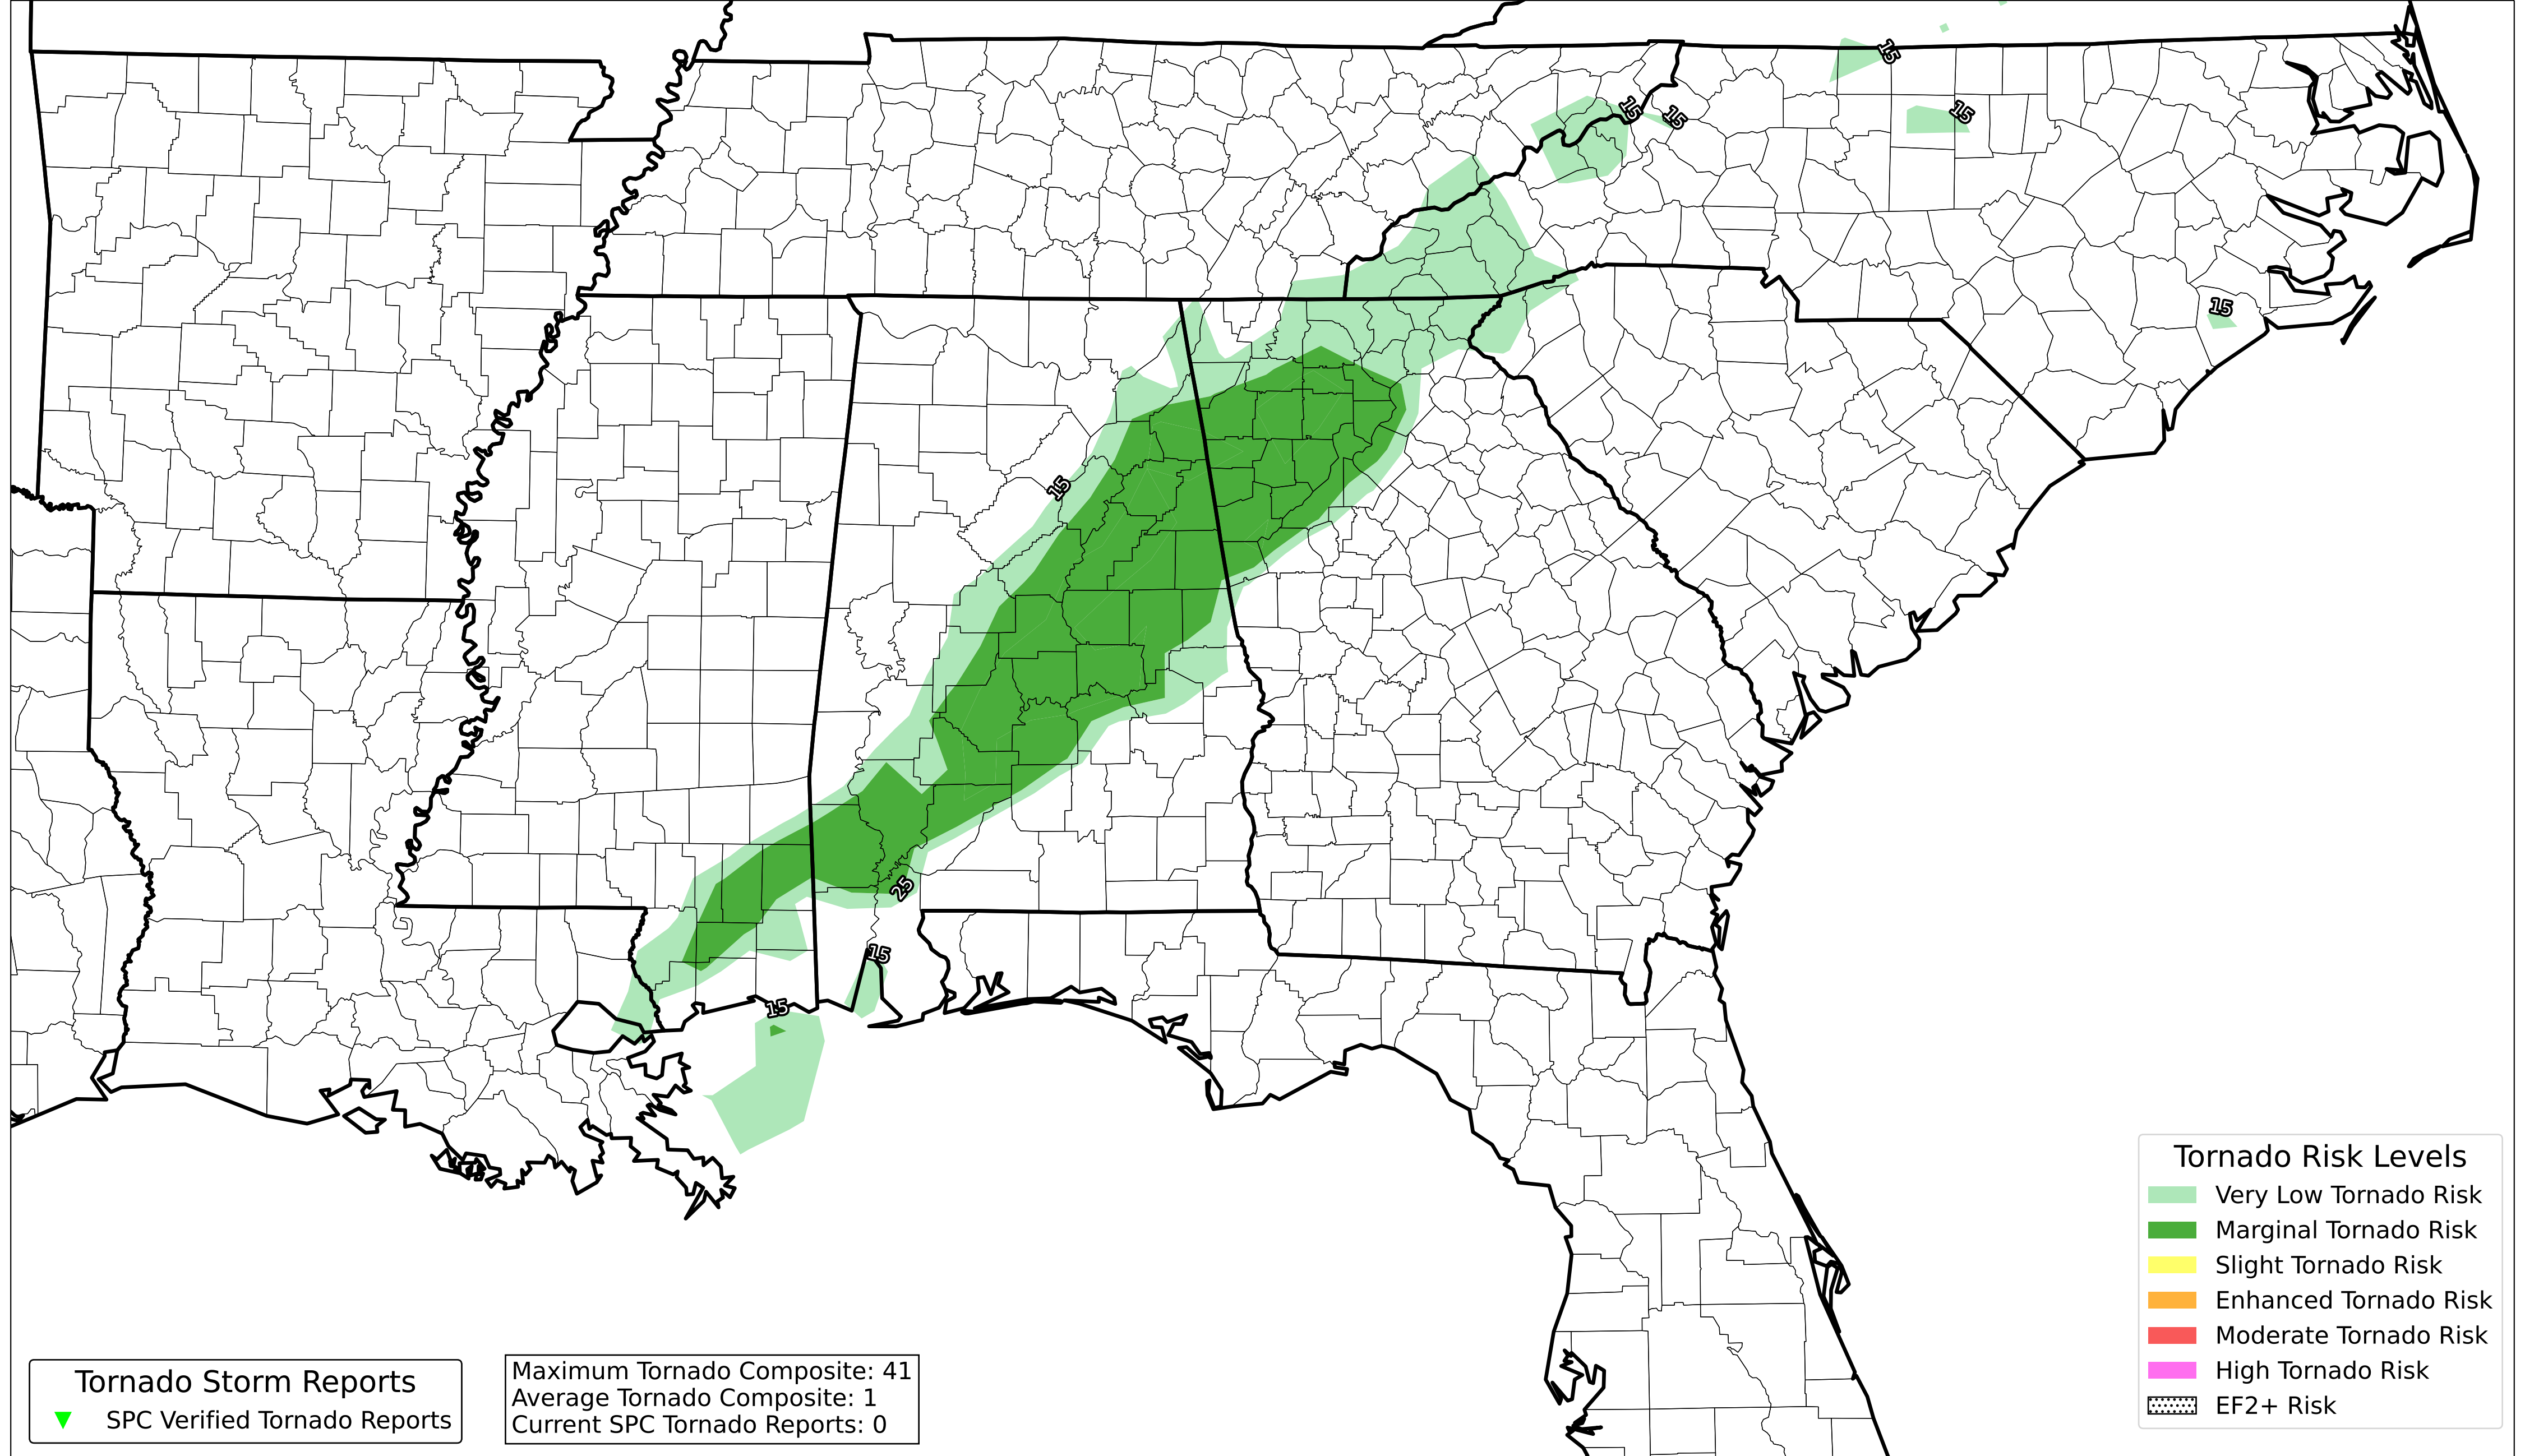 15
15
15
15
15
15
25
15
15
Tornado Risk Levels
Very Low Tornado Risk
Marginal Tornado Risk
Slight Tornado Risk
Enhanced Tornado Risk
Moderate Tornado Risk
High Tornado Risk
EF2+ Risk
Tornado Storm Reports
SPC Verified Tornado Reports
Maximum Tornado Composite: 41
Average Tornado Composite: 1
Current SPC Tornado Reports: 0